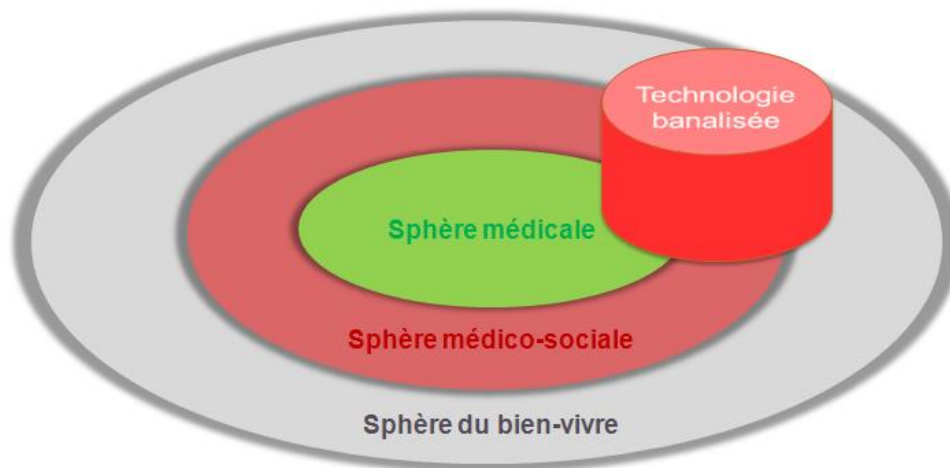 Technologie
banalisée
Sphère médicale
Sphère médico-sociale
Sphère du bien-vivre